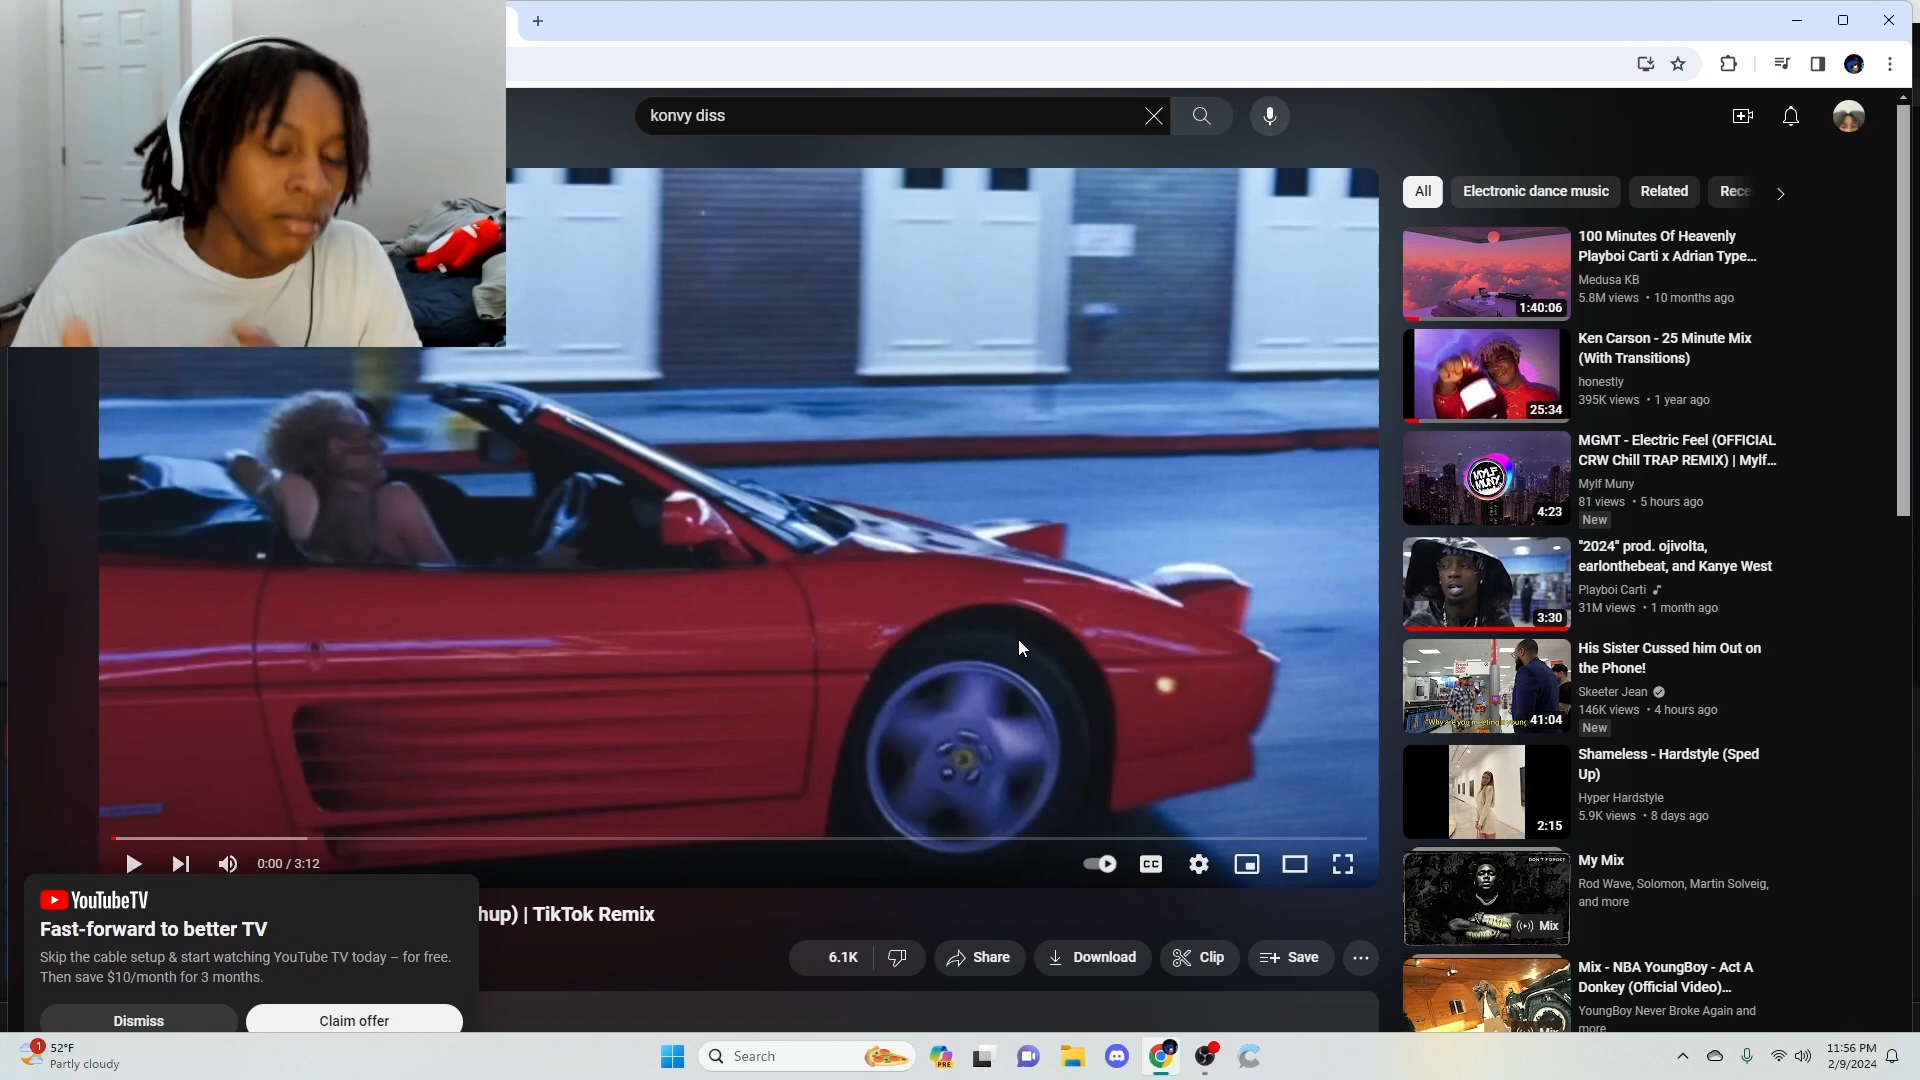 konvy diss
All
Electronic dance music
Related
Rece
100 Minutes Of Heavenly
Playboi Carti x Adrian Type...
Medusa KB
5.8M views • 10 months ago
1:40:06
Ken Carson - 25 Minute Mix
(With Transitions)
honestly
395K views • 1 year ago
25:34
MGMT - Electric Feel (OFFICIAL
CRW Chill TRAP REMIX) | Mylf...
Mylf Muny
81 views • 5 hours ago
New
MYLF
MUNY
4:23
"2024" prod. ojivolta,
earlonthebeat, and Kanye West
Playboi Carti
31M views • 1 month ago
3:30
His Sister Cussed him Out on
the Phone!
Skeeter Jean
146K views • 4 hours ago
New
41:04
Shameless - Hardstyle (Sped
Up)
Hyper Hardstyle
5.9K views • 8 days ago
2:15
My Mix
Rod Wave, Solomon, Martin Solveig,
and more
DON'T FORGET
Mix
Mix - NBA YoungBoy - Act A
Donkey (Official Video)...
YoungBoy Never Broke Again and
more
Mix
0:00 / 3:12
CC
hup) | TikTok Remix
6.1K
Share
Download
Clip
Save
YouTubeTV
Fast-forward to better TV
Skip the cable setup & start watching YouTube TV today – for free.
Then save $10/month for 3 months.
Dismiss
Claim offer
1
52°F
Partly cloudy
Search
PRE
11:56 PM
2/9/2024